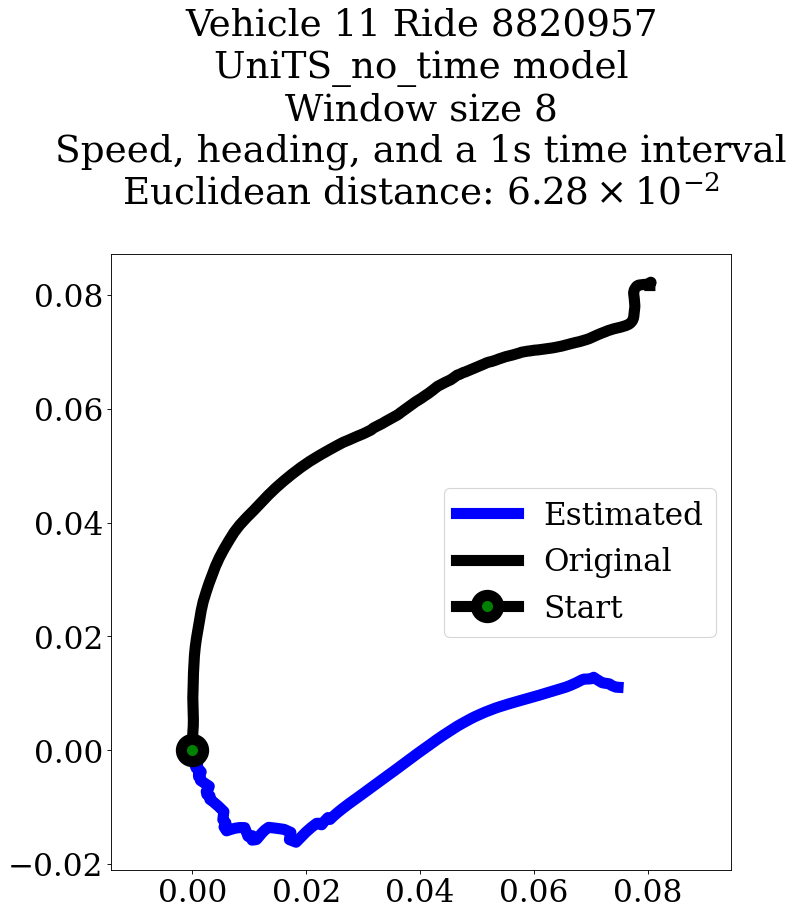 Vehicle 11 Ride 8820957
UniTS_no_time model
Window size 8
Speed, heading, and a 1s time interval
Euclidean distance: 6.28 × 10⁻²
0.08
0.06
0.04
0.02
0.00
−0.02
Estimated
Original
Start
0.00 0.02 0.04 0.06 0.08